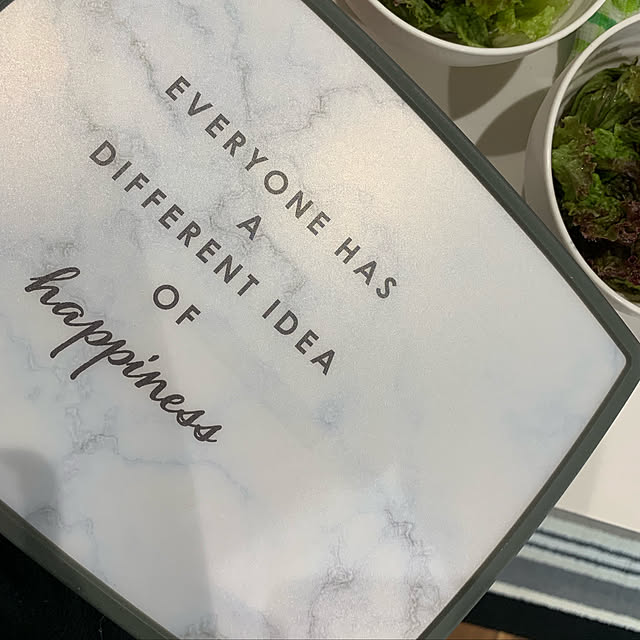 EVERYONE HAS
A
DIFFERENT IDEA
OF
happiness